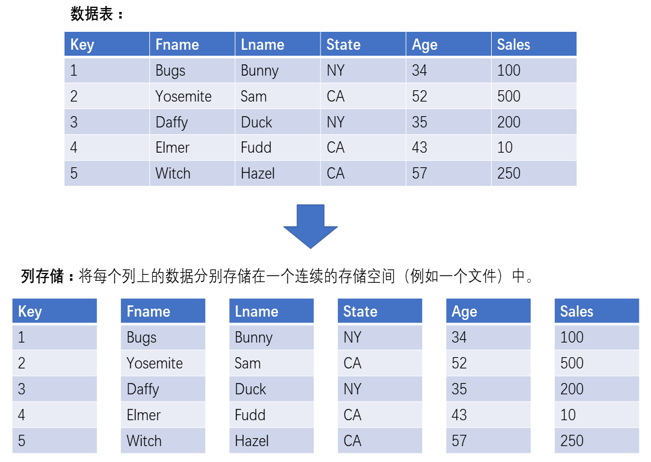 数据表：
Key Fname Lname State Age Sales
1 Bugs Bunny NY 34 100
2 Yosemite Sam CA 52 500
3 Daffy Duck NY 35 200
4 Elmer Fudd CA 43 10
5 Witch Hazel CA 57 250
列存储：将每个列上的数据分别存储在一个连续的存储空间（例如一个文件）中。
Key Fname Lname State Age Sales
1 Bugs Bunny NY 34 100
2 Yosemite Sam CA 52 500
3 Daffy Duck NY 35 200
4 Elmer Fudd CA 43 10
5 Witch Hazel CA 57 250